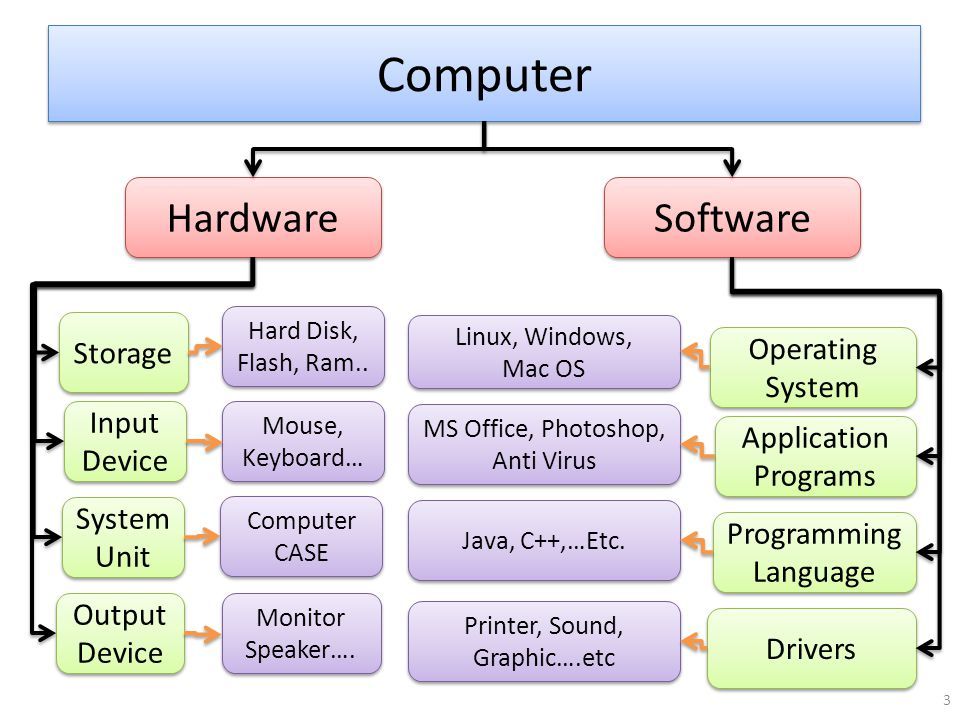 Computer
Hardware
Software
Storage
Hard Disk,
Flash, Ram..
Input
Device
Mouse,
Keyboard…
System
Unit
Computer
CASE
Output
Device
Monitor
Speaker….
Linux, Windows,
Mac OS
Operating
System
MS Office, Photoshop,
Anti Virus
Application
Programs
Java, C++,…Etc.
Programming
Language
Printer, Sound,
Graphic….etc
Drivers
3